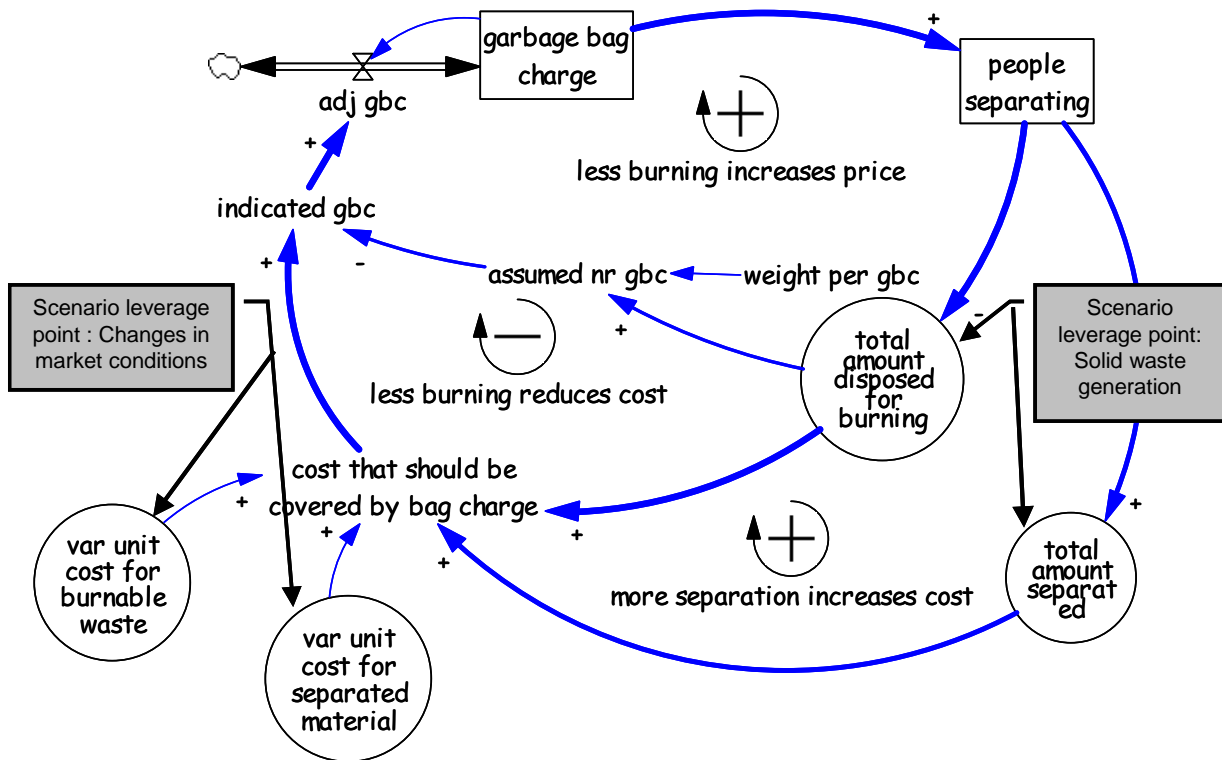 garbage bag
charge
+
people
separating
adj gbc
+
less burning increases price
+
indicated gbc
+
-
assumed nr gbc
weight per gbc
Scenario leverage
point : Changes in
market conditions
-
Scenario
leverage point:
Solid waste
generation
+
total
amount
disposed
for
burning
less burning reduces cost
cost that should be
covered by bag charge
+
+
+
+
+
var unit
cost for
burnable
waste
total
amount
separat
ed
more separation increases cost
var unit
cost for
separated
material